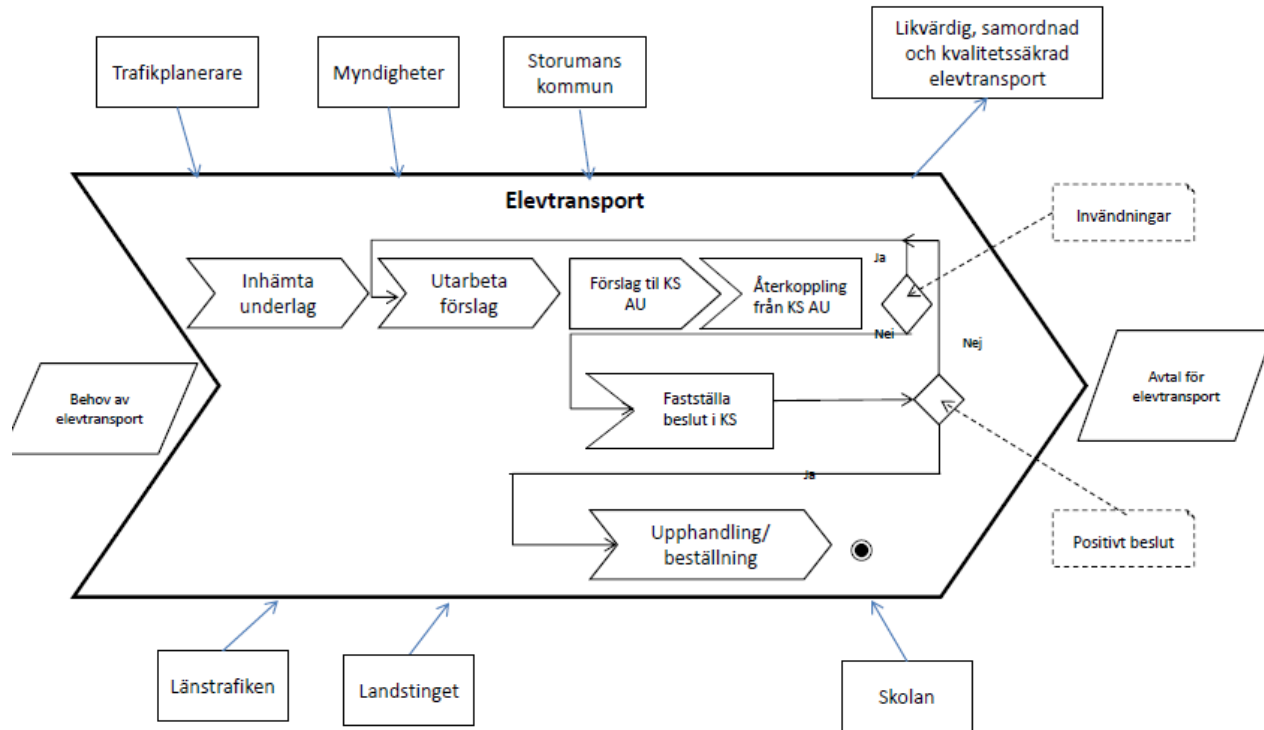 Trafikplanerare
Myndigheter
Storumans
kommun
Likvärdig, samordnad
och kvalitetssäkrad
elevtransport
Elevtransport
Invändningar
Inhämta
underlag
Utarbeta
förslag
Förslag til KS
AU
Återkoppling
från KS AU
Ja
Nei
Nej
Behov av
elevtransport
Fastställa
beslut i KS
Avtal för
elevtransport
Ja
Upphandling/
beställning
Positivt beslut
Länstrafiken
Landstinget
Skolan